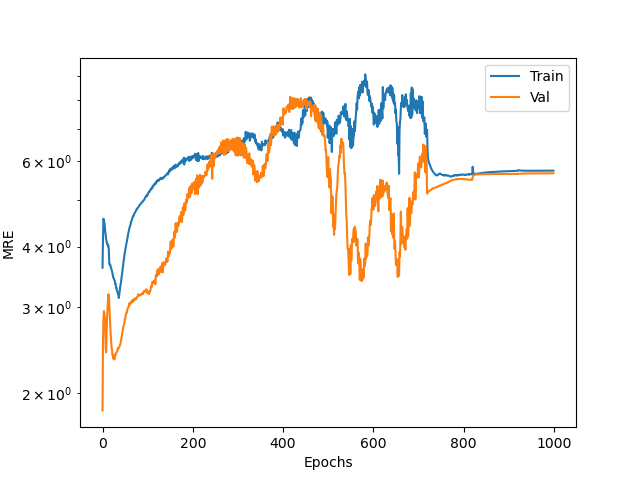 Train
Val
6 × 10⁰
4 × 10⁰
3 × 10⁰
2 × 10⁰
MRE
0 200 400 600 800 1000
Epochs